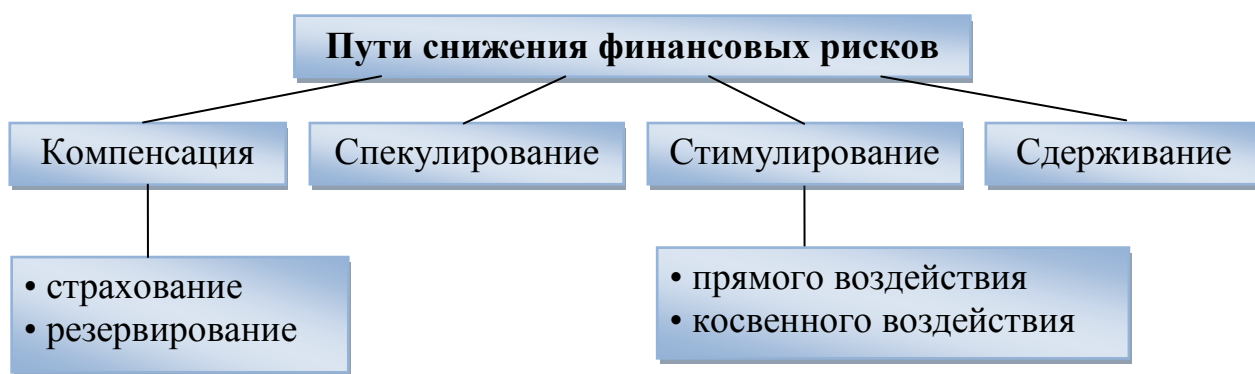 Пути снижения финансовых рисков
Компенсация
Спекулирование
Стимулирование
Сдерживание
• страхование
• резервирование
• прямого воздействия
• косвенного воздействия